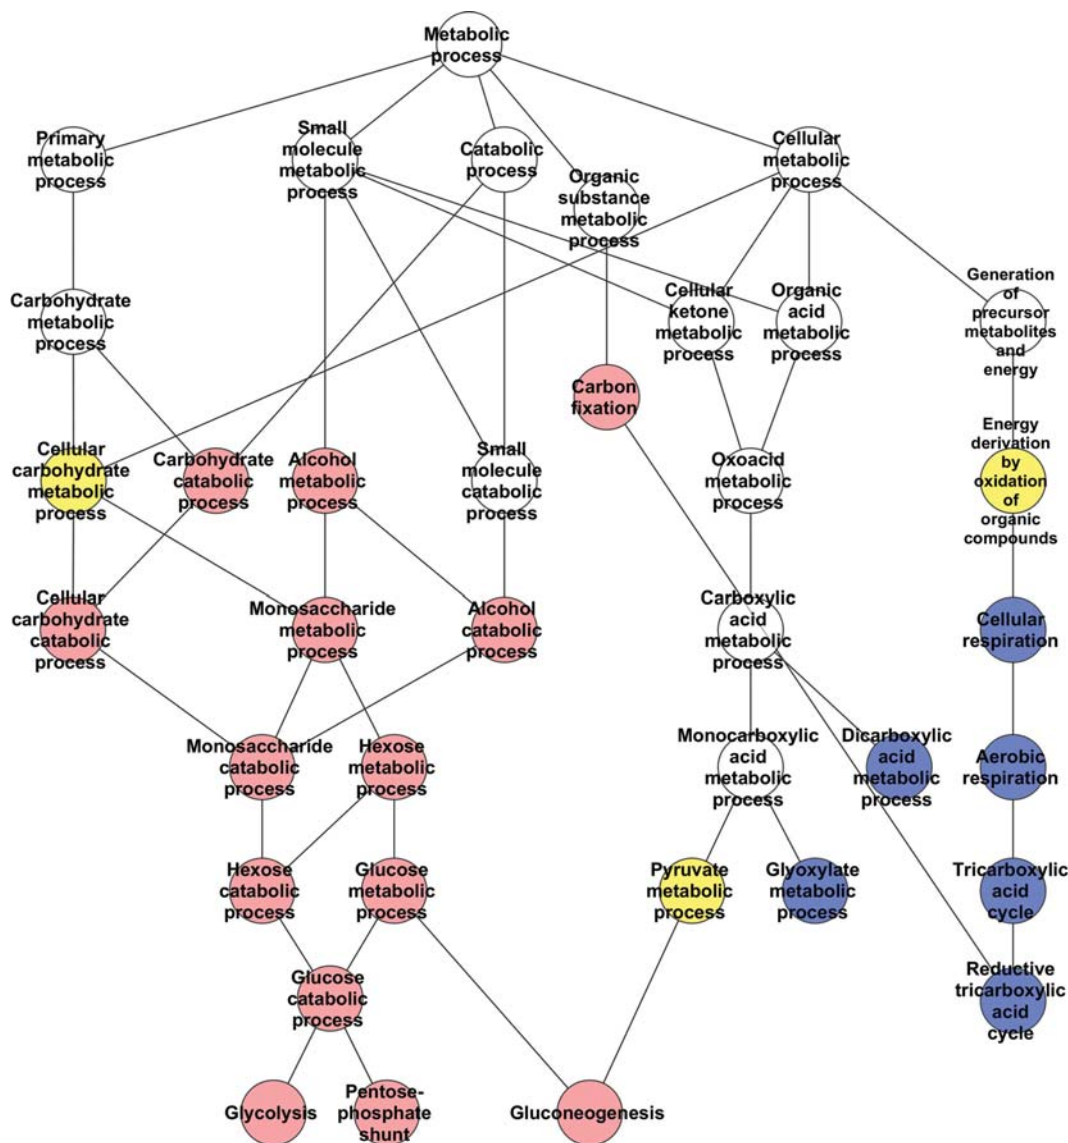 Metabolic
process
Primary
metabolic
process
Small
molecule
metabolic
process
Catabolic
process
Organic
substance
metabolic
process
Cellular
metabolic
process
Carbohydrate
metabolic
process
Cellular
ketone
metabolic
process
Organic
acid
metabolic
process
Generation
of
precursor
metabolites
and
energy
Carbon
fixation
Cellular
carbohydrate
metabolic
process
Carbohydrate
catabolic
process
Alcohol
metabolic
process
Small
molecule
catabolic
process
Oxoacid
metabolic
process
Energy
derivation
by
oxidation
of
organic
compounds
Cellular
carbohydrate
catabolic
process
Monosaccharide
metabolic
process
Alcohol
catabolic
process
Carboxylic
acid
metabolic
process
Cellular
respiration
Monosaccharide
catabolic
process
Hexose
metabolic
process
Monocarboxylic
acid
metabolic
process
Dicarboxylic
acid
metabolic
process
Aerobic
respiration
Hexose
catabolic
process
Glucose
metabolic
process
Pyruvate
metabolic
process
Glyoxylate
metabolic
process
Tricarboxylic
acid
cycle
Glucose
catabolic
process
Reductive
tricarboxylic
acid
cycle
Glycolysis
Pentose-
phosphate
shunt
Gluconeogenesis